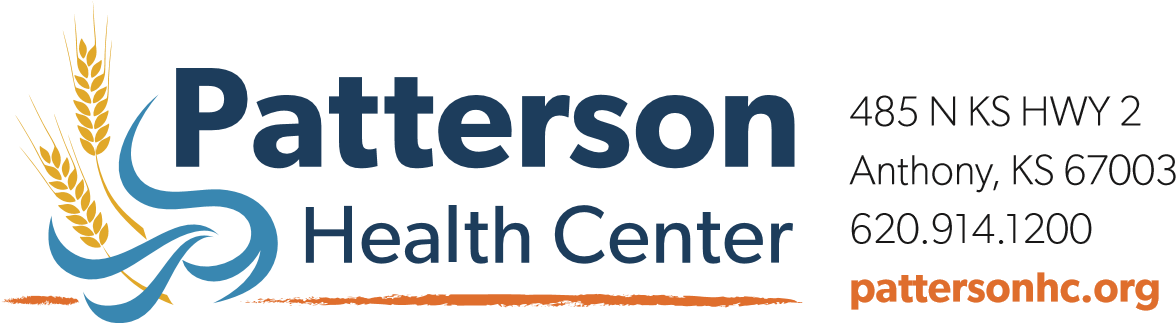 Patterson
Health Center
485 N KS HWY 2
Anthony, KS 67003
620.914.1200
pattersonhc.org